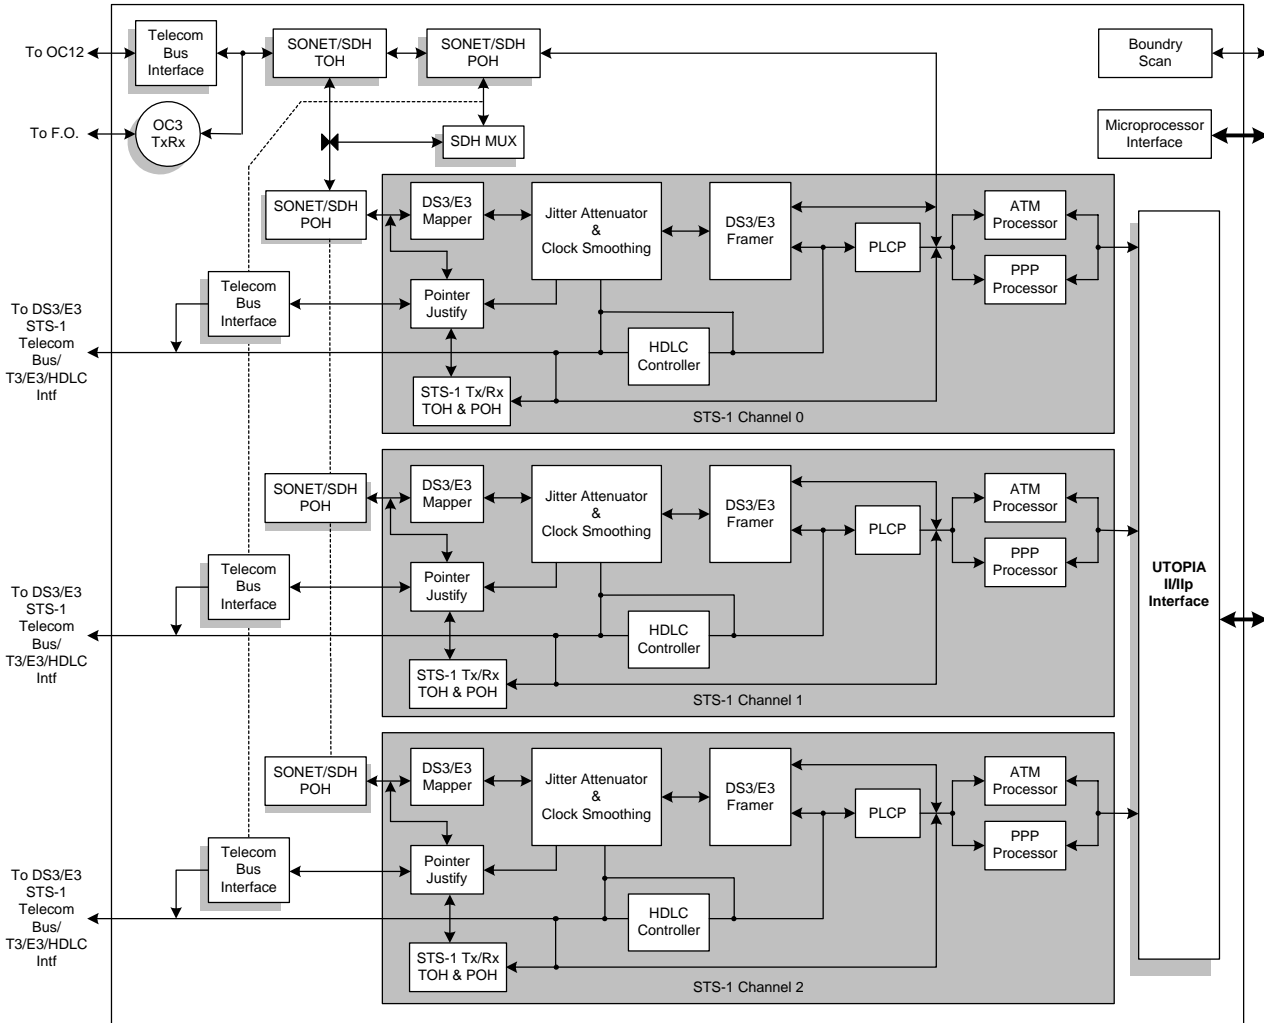 To OC12
Telecom
Bus
Interface
SONET/SDH
TOH
SONET/SDH
POH
Boundry
Scan
To F.O.
OC3
TxRx
SDH MUX
Microprocessor
Interface
SONET/SDH
POH
DS3/E3
Mapper
Jitter Attenuator
&
Clock Smoothing
DS3/E3
Framer
PLCP
ATM
Processor
PPP
Processor
Telecom
Bus
Interface
Pointer
Justify
To DS3/E3
STS-1
Telecom
Bus/
T3/E3/HDLC
Intf
HDLC
Controller
STS-1 Tx/Rx
TOH & POH
STS-1 Channel 0
SONET/SDH
POH
DS3/E3
Mapper
Jitter Attenuator
&
Clock Smoothing
DS3/E3
Framer
PLCP
ATM
Processor
PPP
Processor
Telecom
Bus
Interface
Pointer
Justify
To DS3/E3
STS-1
Telecom
Bus/
T3/E3/HDLC
Intf
HDLC
Controller
STS-1 Tx/Rx
TOH & POH
STS-1 Channel 1
UTOPIA
II/IIp
Interface
SONET/SDH
POH
DS3/E3
Mapper
Jitter Attenuator
&
Clock Smoothing
DS3/E3
Framer
PLCP
ATM
Processor
PPP
Processor
Telecom
Bus
Interface
Pointer
Justify
To DS3/E3
STS-1
Telecom
Bus/
T3/E3/HDLC
Intf
HDLC
Controller
STS-1 Tx/Rx
TOH & POH
STS-1 Channel 2